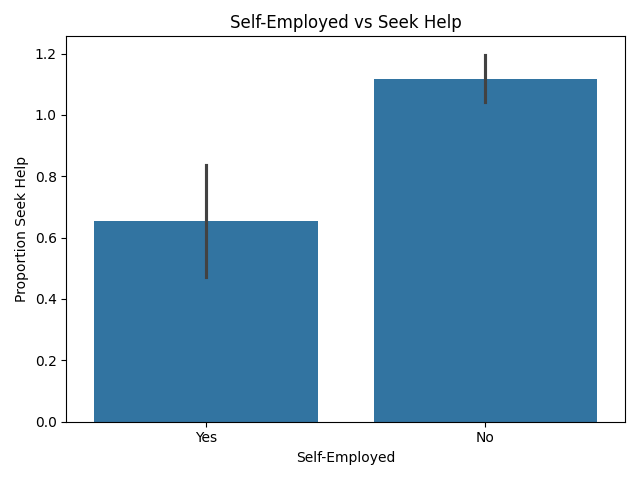 Self-Employed vs Seek Help
1.2
1.0
0.8
0.6
0.4
0.2
0.0
Proportion Seek Help
Yes
No
Self-Employed